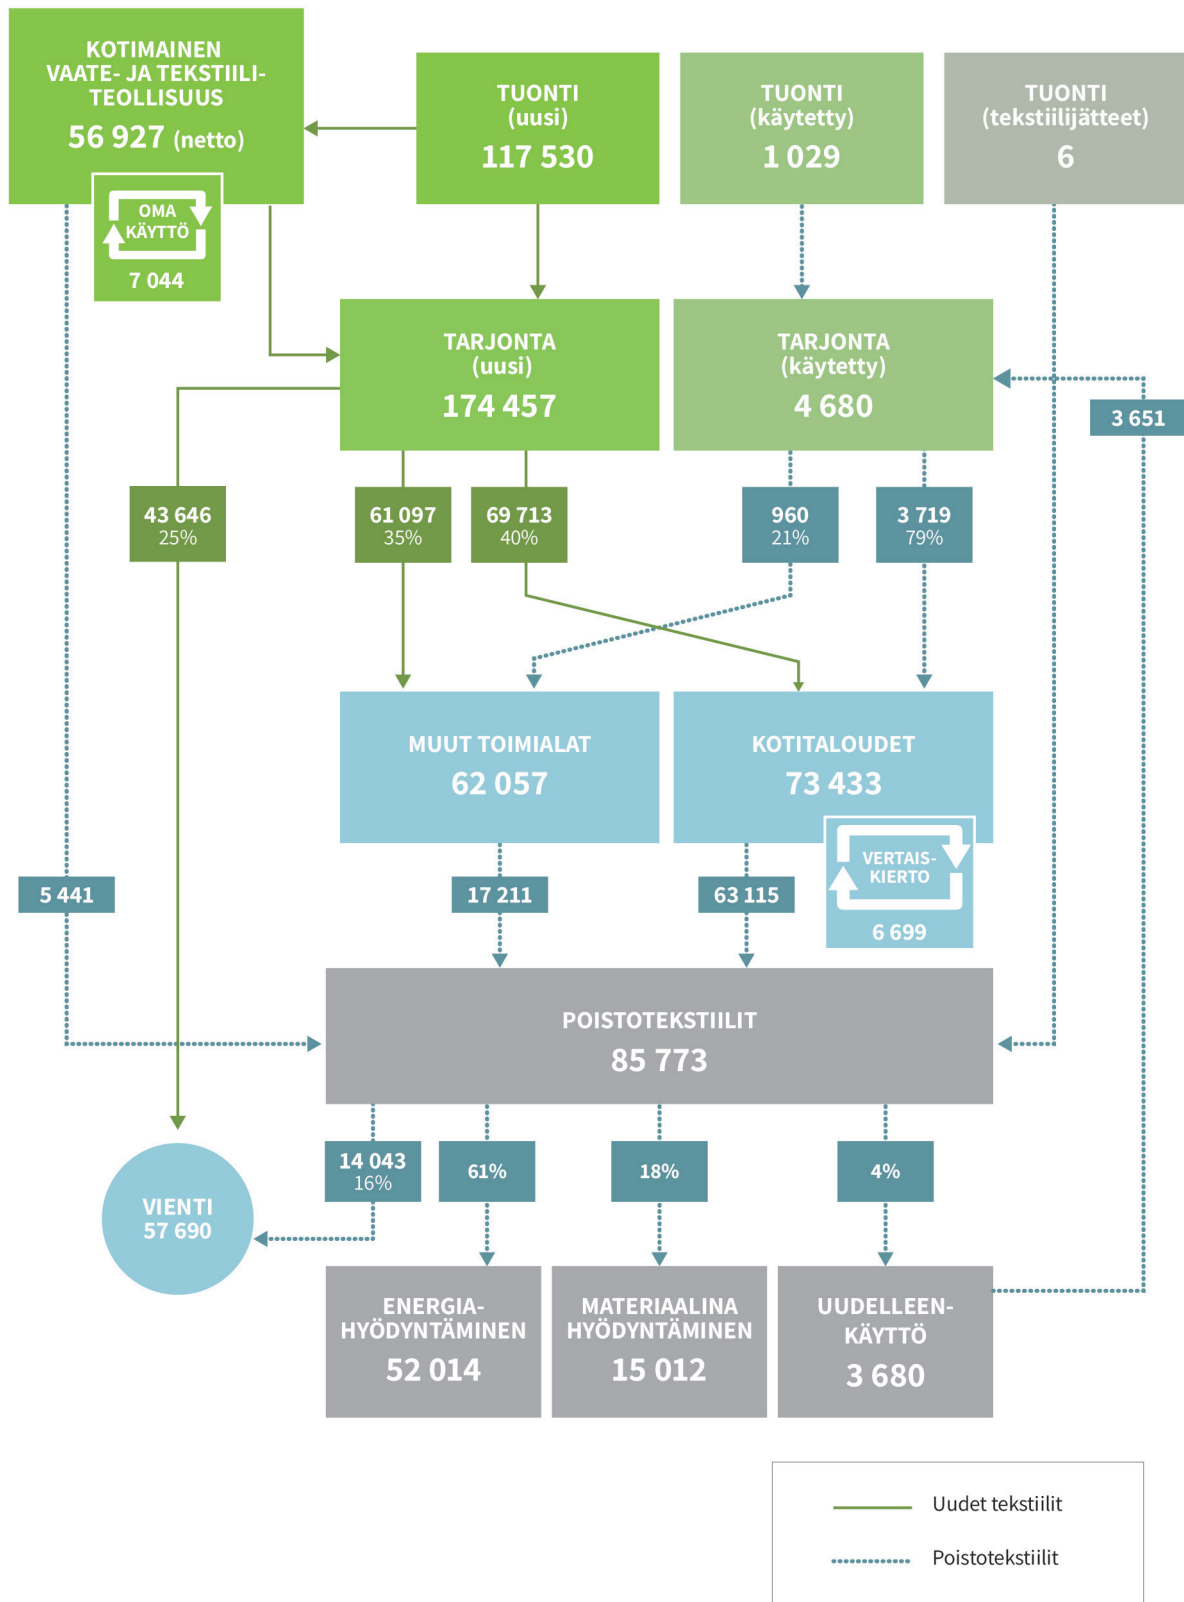 KOTIMAINEN
VAATE- JA TEKSTIILI-
TEOLLISUUS
56 927 (netto)
OMA
KÄYTTÖ
7 044
TUONTI
(uusi)
117 530
TUONTI
(käytetty)
1 029
TUONTI
(tekstiilijätteet)
6
TARJONTA
(uusi)
174 457
TARJONTA
(käytetty)
4 680
3 651
43 646
25%
61 097
35%
69 713
40%
960
21%
3 719
79%
MUUT TOIMIALAT
62 057
KOTITALOUDET
73 433
VERTAIS-
KIERTO
6 699
5 441
17 211
63 115
POISTOTEKSTIILIT
85 773
14 043
16%
61%
18%
4%
VIENTI
57 690
ENERGIA-
HYÖDYNTÄMINEN
52 014
MATERIAALINA
HYÖDYNTÄMINEN
15 012
UUDELLEEN-
KÄYTTÖ
3 680
Uudet tekstiilit
Poistotekstiilit